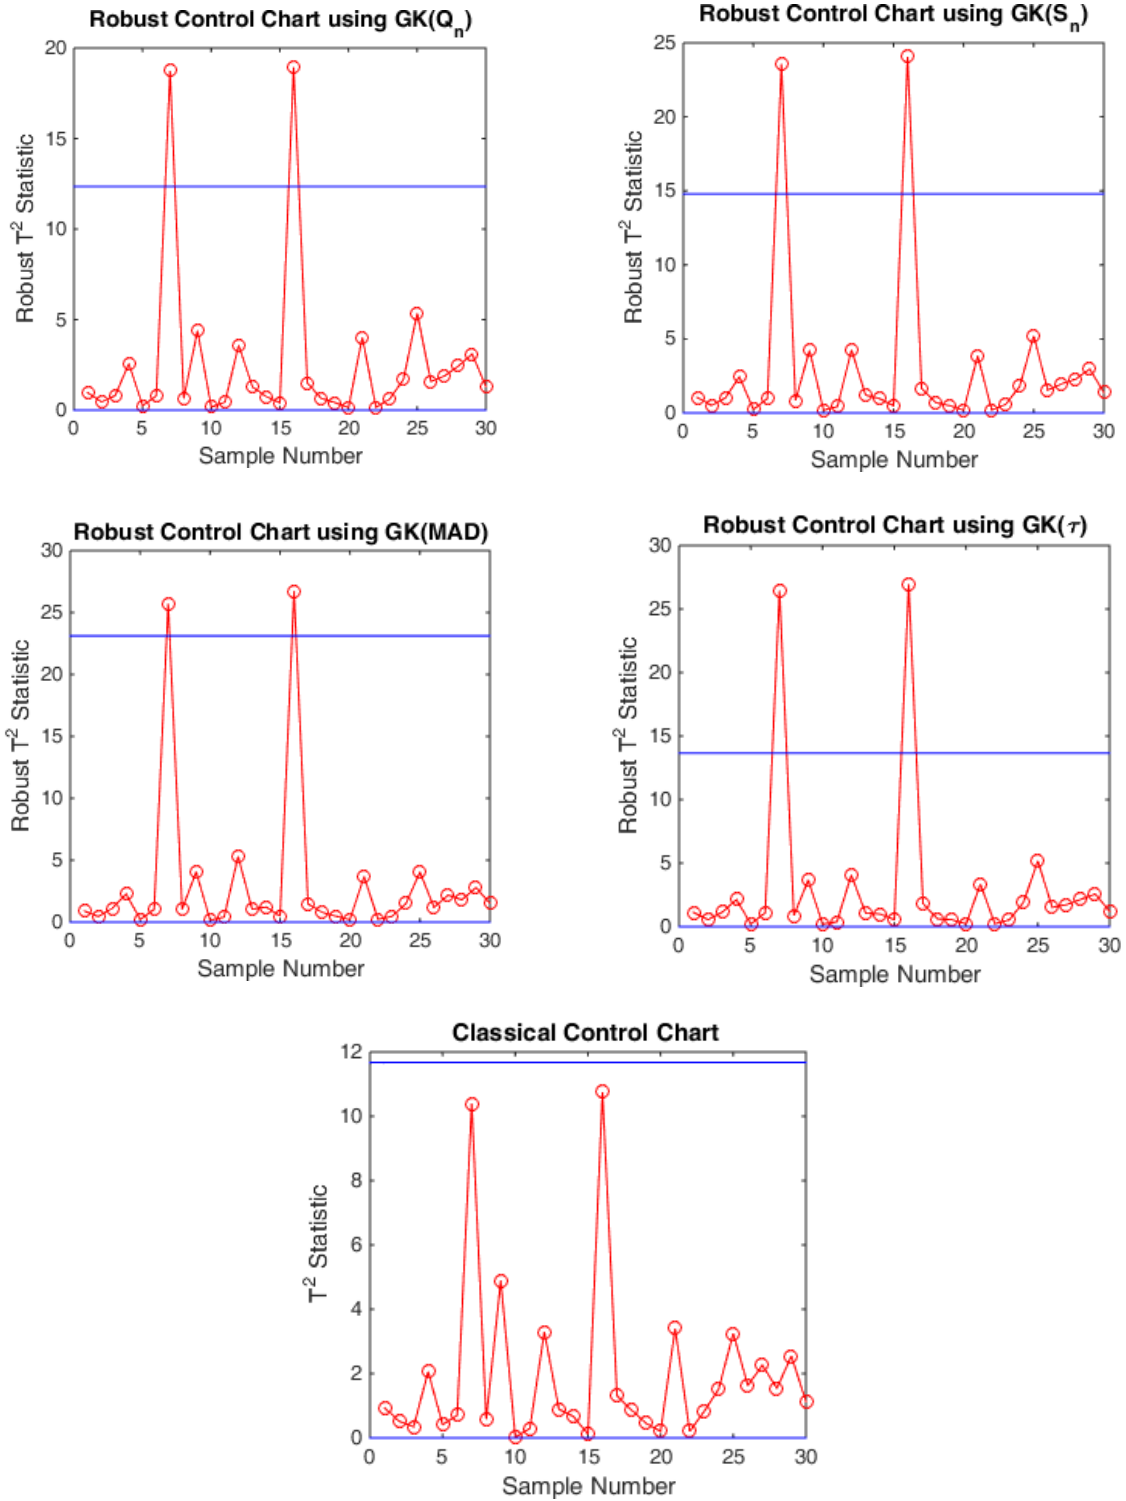 Robust Control Chart using GK(Qn)
Robust T2 Statistic
20
15
10
5
0
0 5 10 15 20 25 30
Sample Number
Robust Control Chart using GK(Sn)
Robust T2 Statistic
25
20
15
10
5
0
0 5 10 15 20 25 30
Sample Number
Robust Control Chart using GK(MAD)
Robust T2 Statistic
30
25
20
15
10
5
0
0 5 10 15 20 25 30
Sample Number
Robust Control Chart using GK(τ)
Robust T2 Statistic
30
25
20
15
10
5
0
0 5 10 15 20 25 30
Sample Number
Classical Control Chart
T2 Statistic
12
10
8
6
4
2
0
0 5 10 15 20 25 30
Sample Number